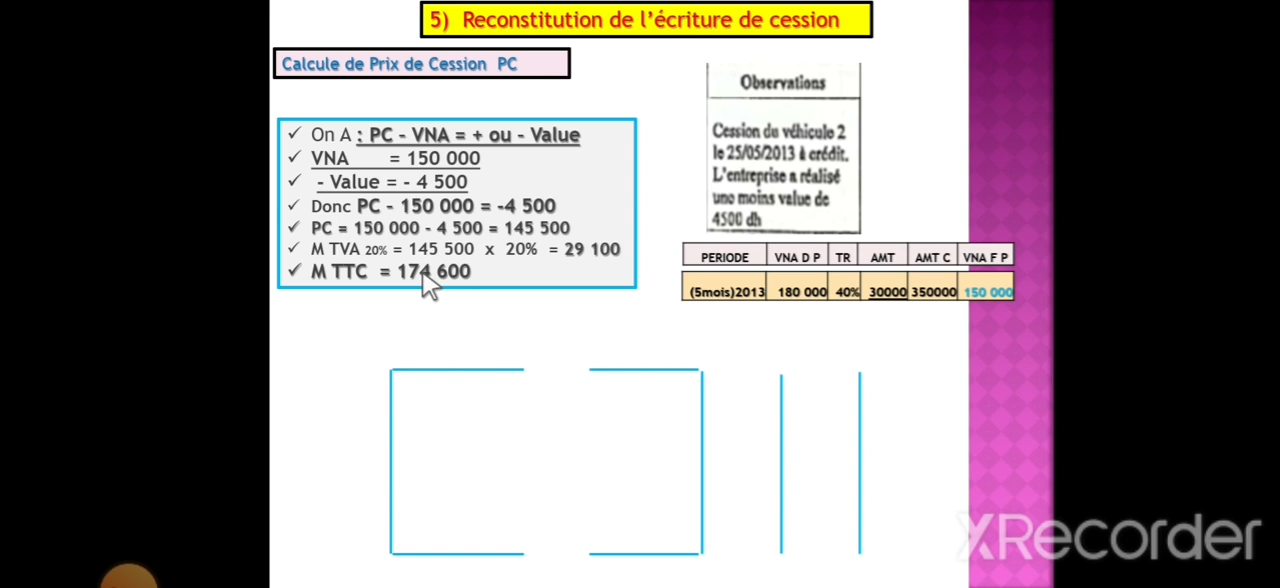 5) Reconstitution de l'écriture de cession
Calcule de Prix de Cession PC
✓ On A : PC – VNA = + ou – Value
✓ VNA = 150 000
✓ - Value = - 4 500
✓ Donc PC – 150 000 = -4 500
✓ PC = 150 000 - 4 500 = 145 500
✓ M TVA 20% = 145 500 x 20% = 29 100
✓ M TTC = 174 600
Observations
Cession du véhicule 2
le 25/05/2013 à crédit.
L'entreprise a réalisé
uno moins value de
4500 dh
PERIODE VNA D P TR AMT AMT C VNA F P
(5mois)2013 180 000 40% 30000 350000 150 000
XRecorder